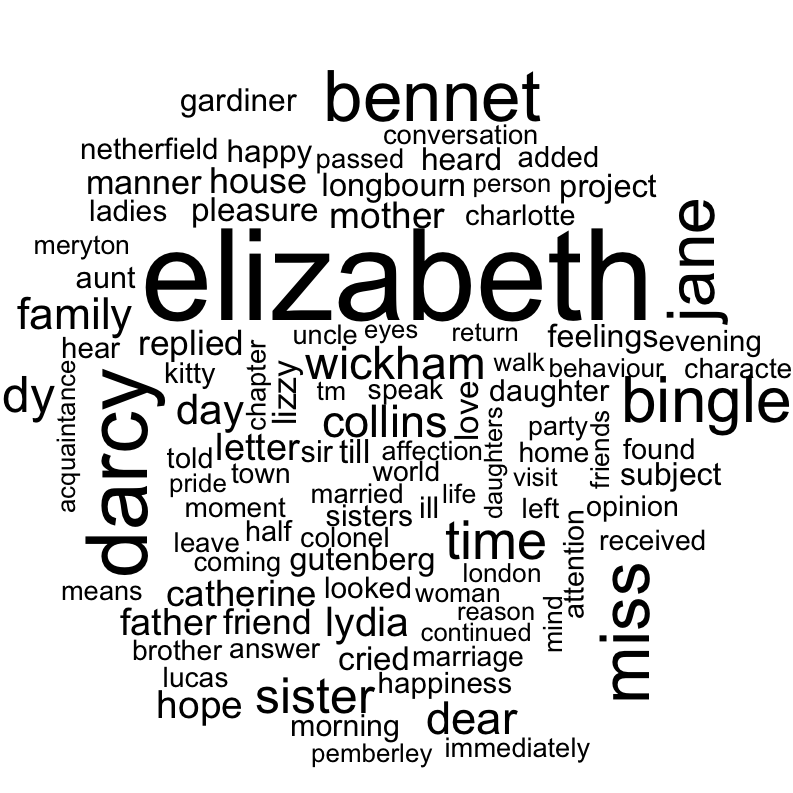 bennet
gardiner
conversation
netherfield happy passed heard added
manner house longbourn person project
ladies pleasure mother charlotte
jane
meryton
elizabeth
aunt
family
uncle eyes return feelings evening
hear replied
wickham walk behaviour characte
acquaintance
kitty
chapter
lizzy
tm speak love daughter
dy
darcy
day
bingle
collins
daughters
party
friends
letter sir till affection home found
told
town world visit subject
pride
married life
moment sisters ill left opinion
half colonel time
leave
attention
received
coming gutenberg
london
means catherine looked woman
miss
father friend lydia reason
mind
continued
brother answer cried marriage
lucas
happiness
hope sister
morning dear
pemberley immediately